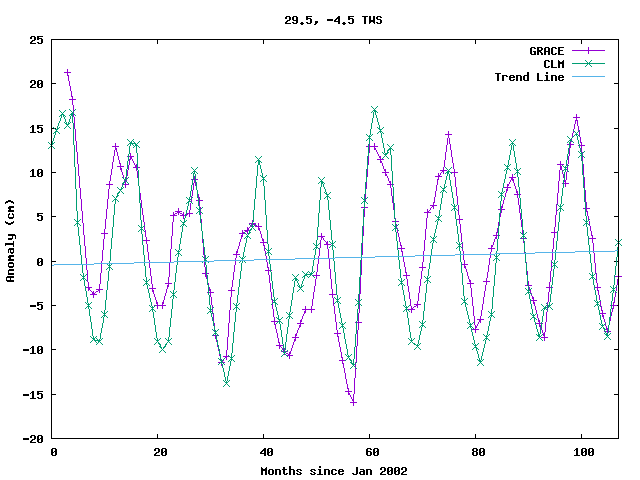 29.5, -4.5 TWS
GRACE
CLM
Trend Line
Anomaly (cm)
25
20
15
10
5
0
-5
-10
-15
-20
0 20 40 60 80 100
Months since Jan 2002